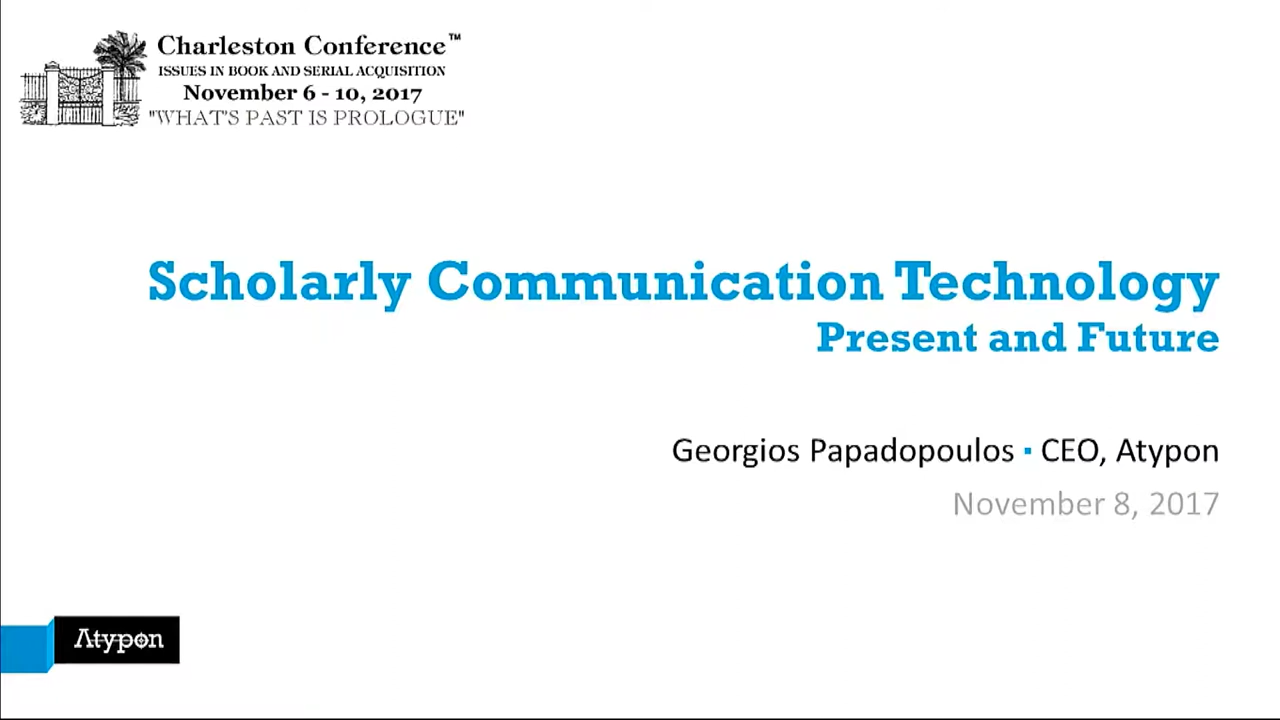 Charleston Conference™
ISSUES IN BOOK AND SERIAL ACQUISITION
November 6 - 10, 2017
"WHAT'S PAST IS PROLOGUE"
Scholarly Communication Technology
Present and Future
Georgios Papadopoulos ▪ CEO, Atypon
November 8, 2017
Atypon